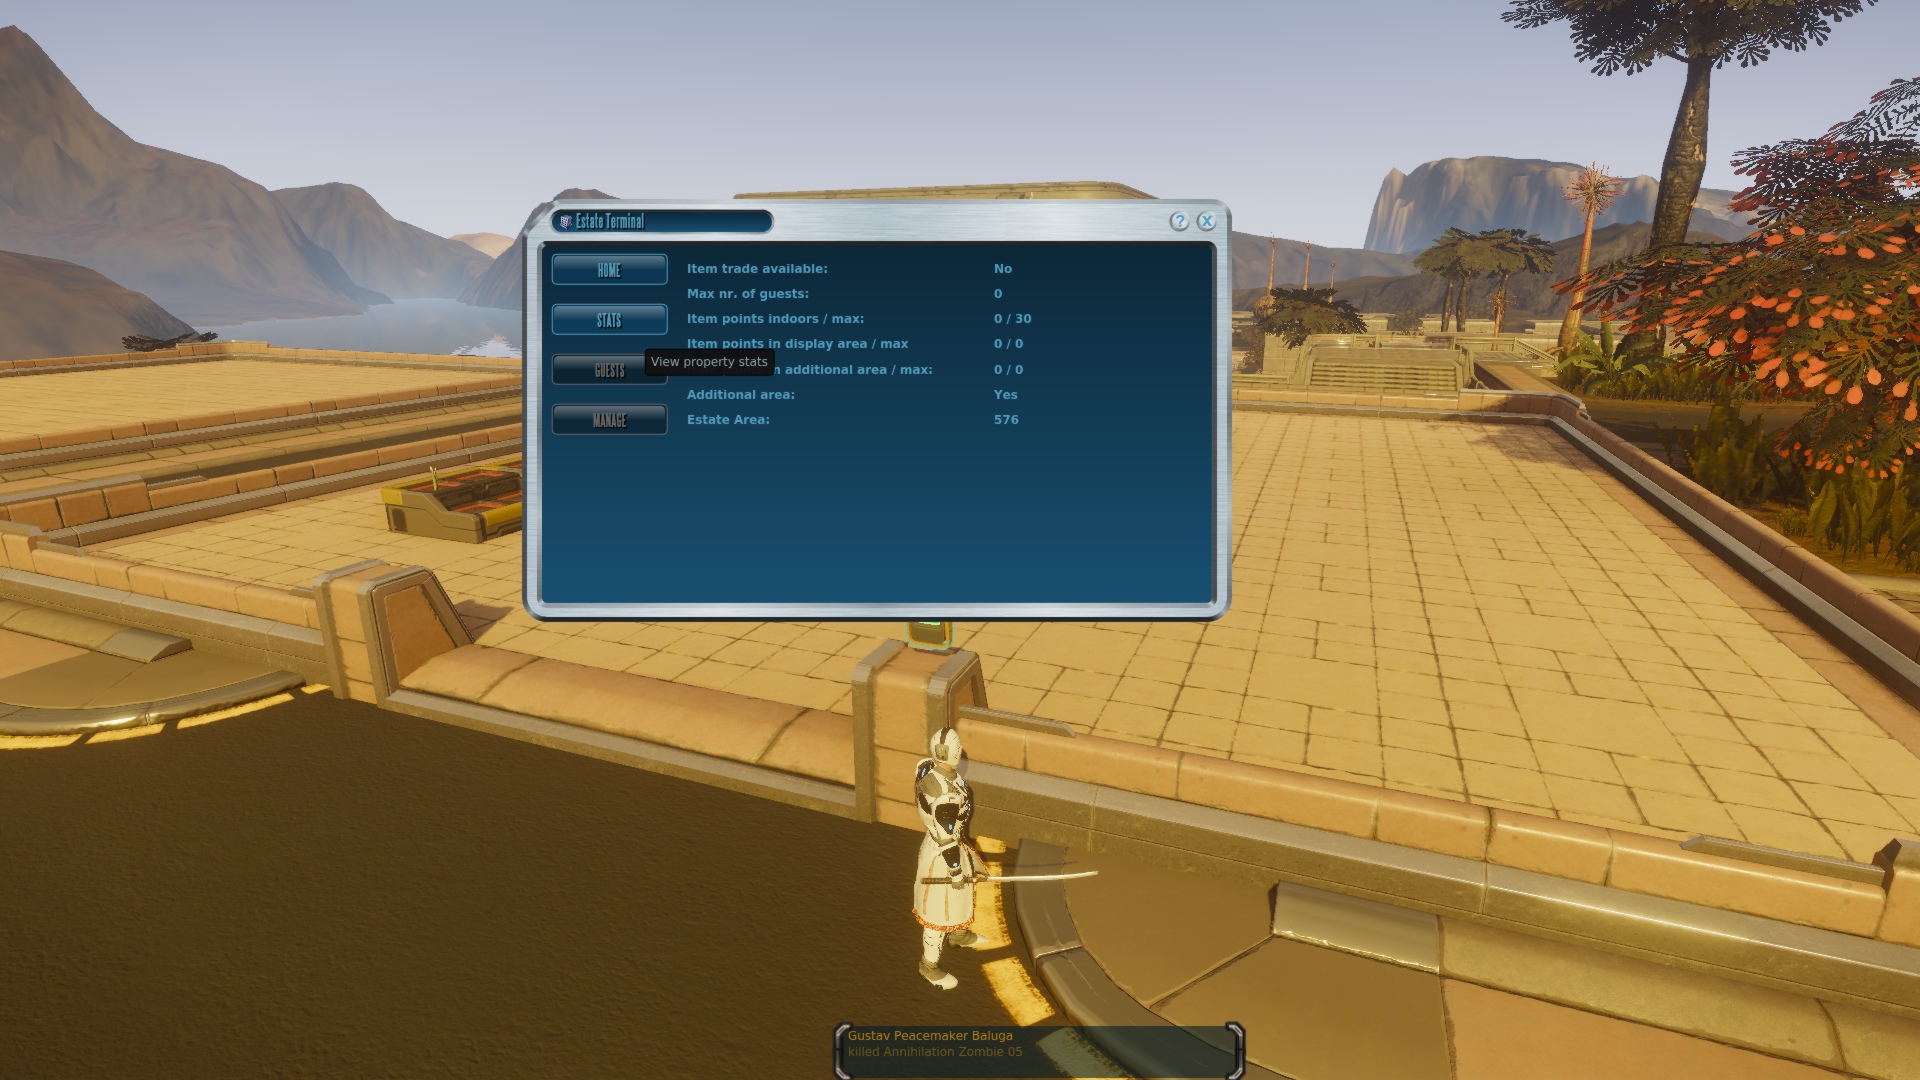 Estate Terminal
?
X
HOME
Item trade available: No
Max nr. of guests: 0
STATS
Item points indoors / max: 0 / 30
Item points in display area / max 0 / 0
View property stats
GUESTS
n additional area / max: 0 / 0
Additional area: Yes
MANAGE
Estate Area: 576
Gustav Peacemaker Baluga
killed Annihilation Zombie 05